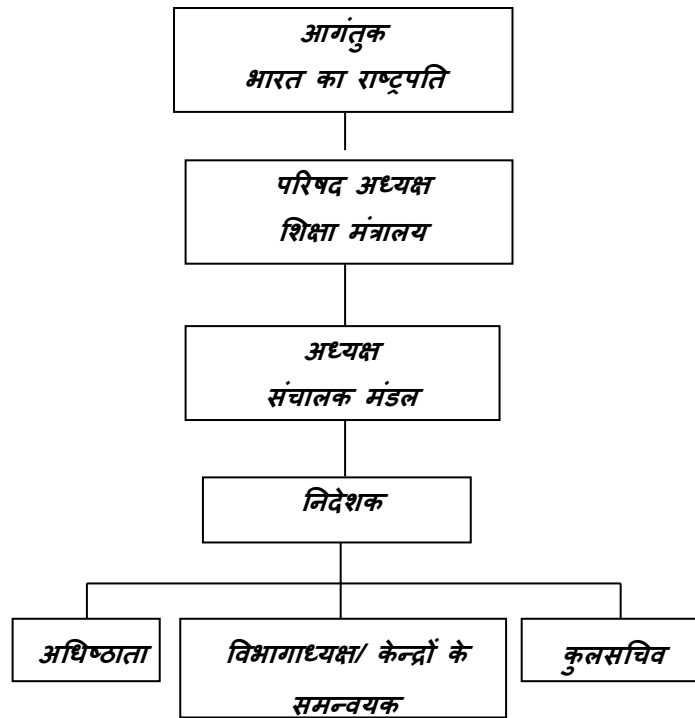 आगंतुक
भारत का राष्ट्रपति
परिषद अध्यक्ष
शिक्षा मंत्रालय
अध्यक्ष
संचालक मंडल
निदेशक
अधिष्ठाता
विभागाध्यक्ष/ केन्द्रों के
समन्वयक
कुलसचिव